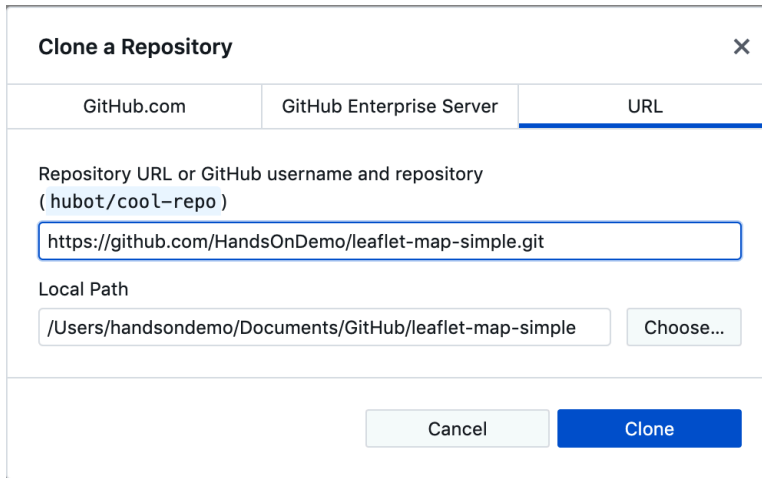 Clone a Repository
GitHub.com
GitHub Enterprise Server
URL
Repository URL or GitHub username and repository
(hubot/cool-repo)
https://github.com/HandsOnDemo/leaflet-map-simple.git
Local Path
/Users/handsondemo/Documents/GitHub/leaflet-map-simple
Choose...
Cancel
Clone